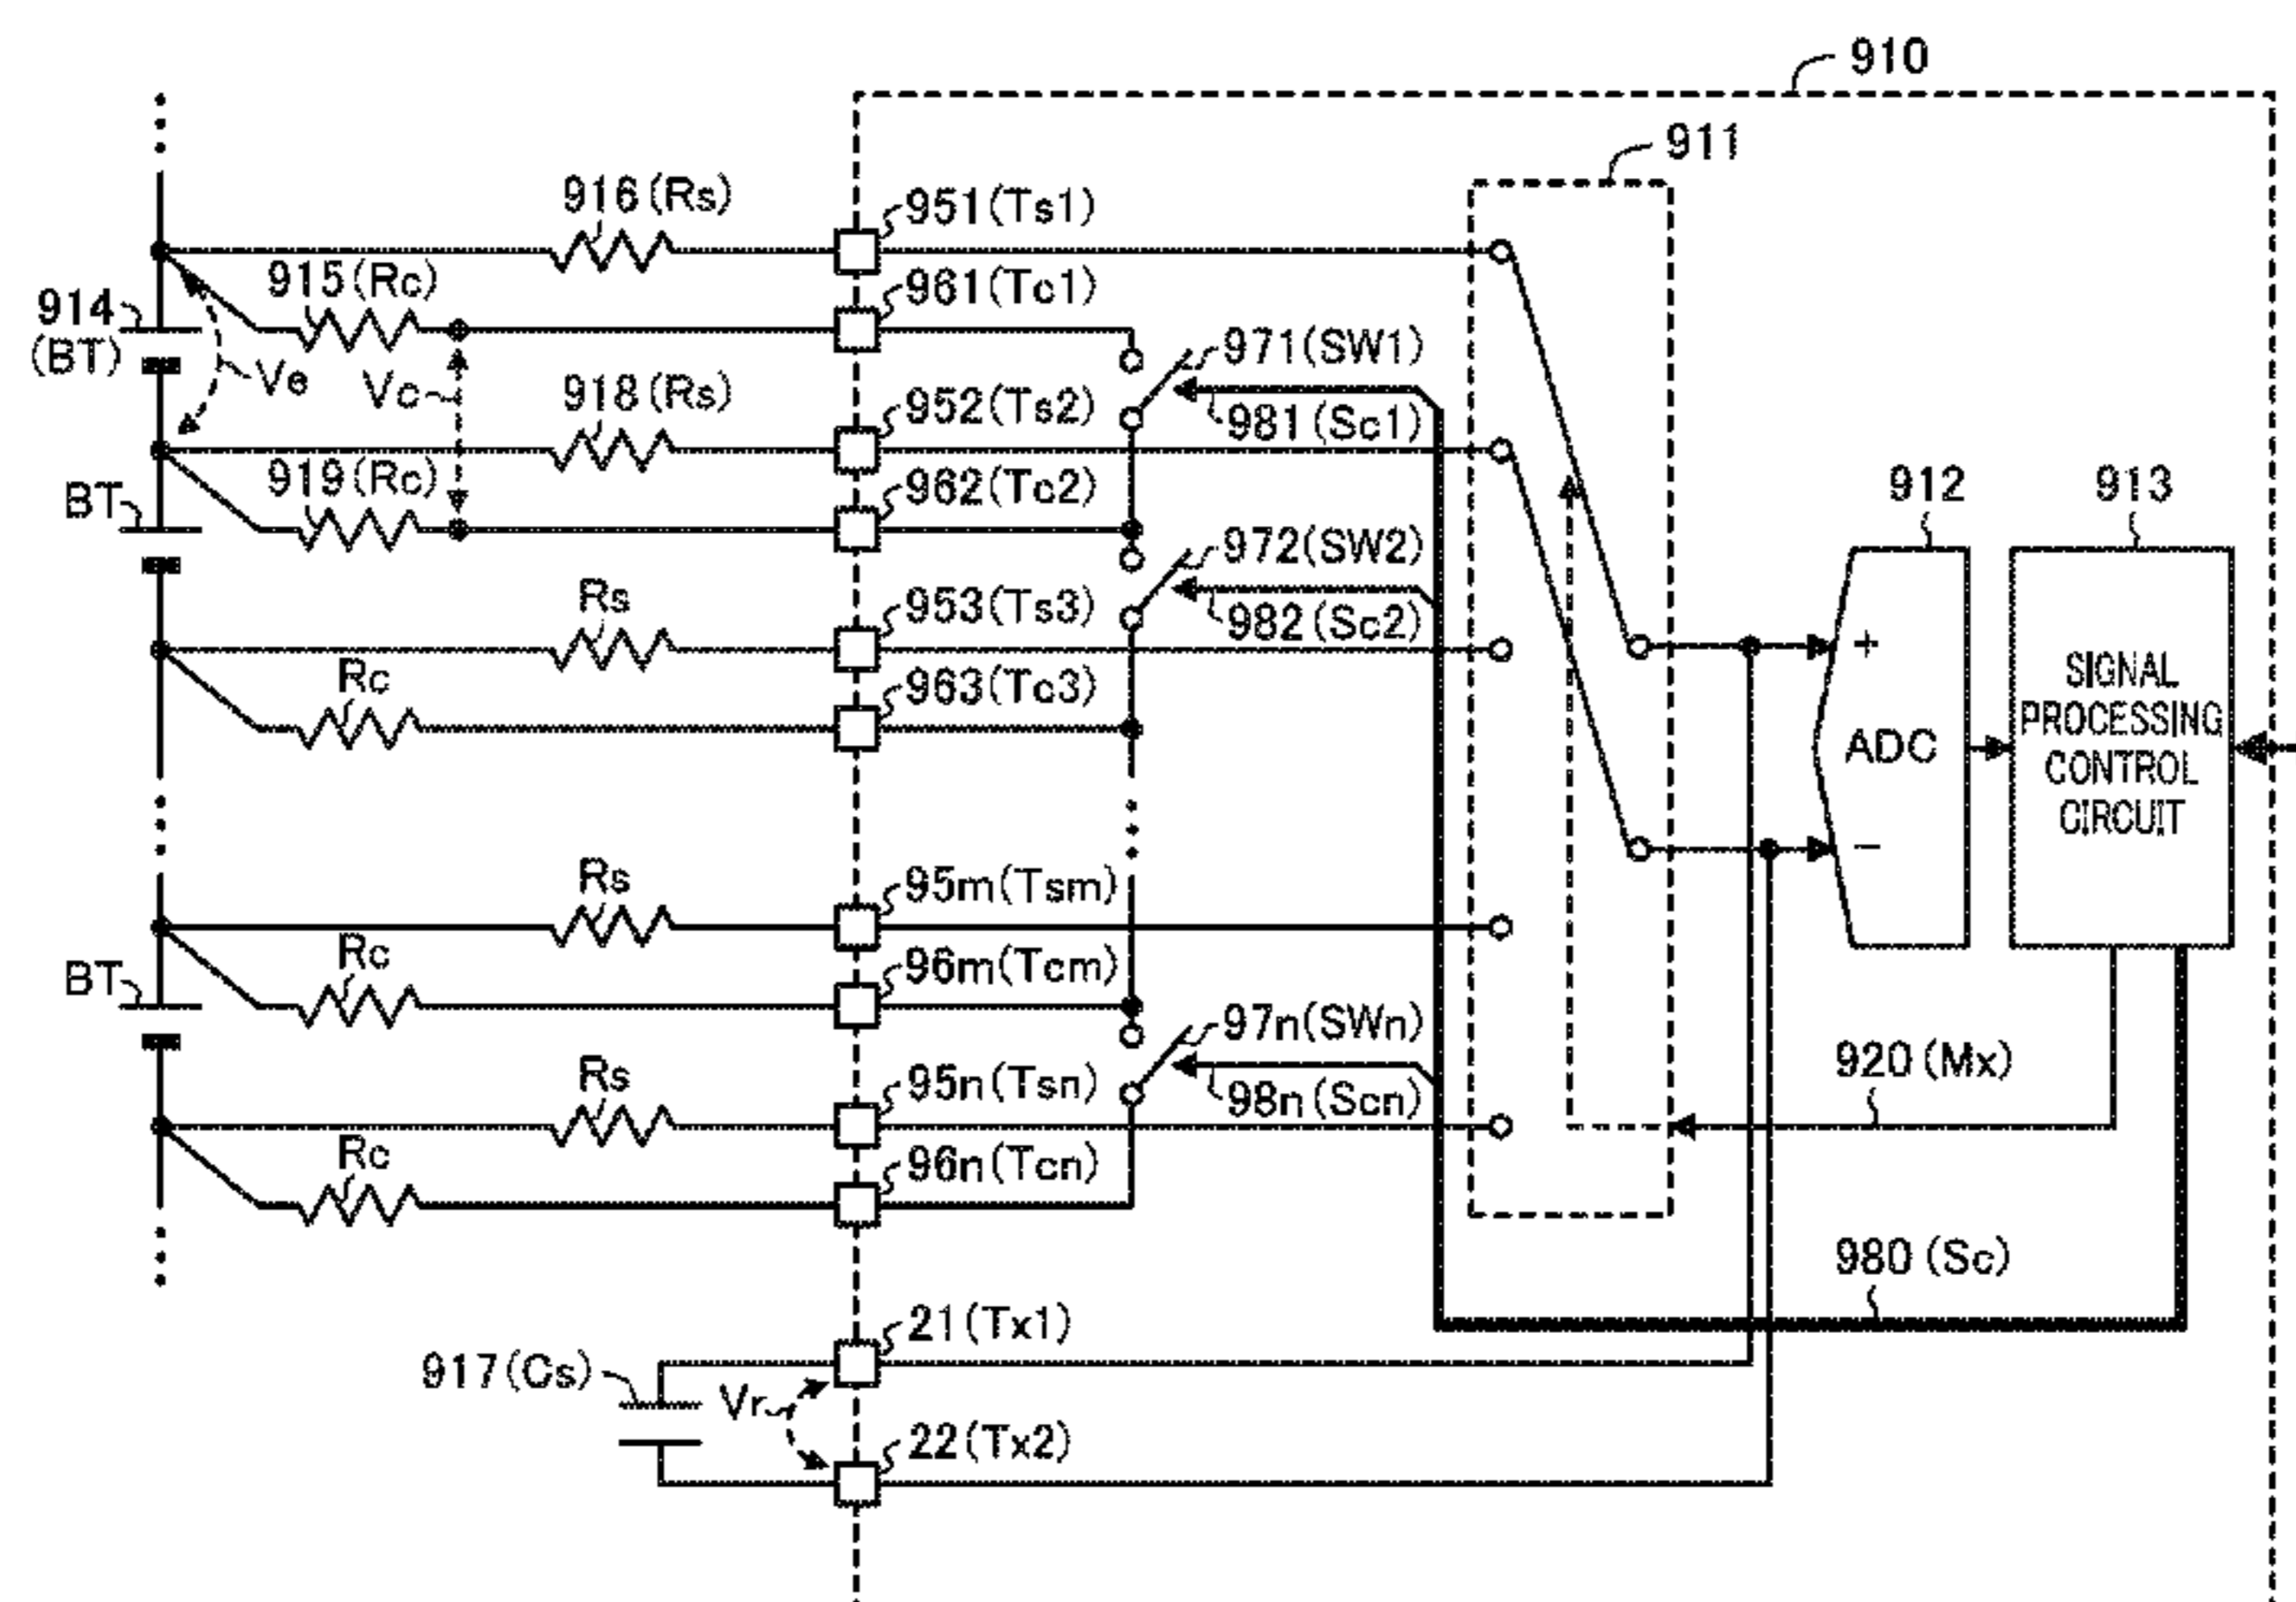 910
911
916(Rs)
951(Ts1)
915(Rc)
961(Tc1)
914
(BT)
Ve
Vc
971(SW1)
918(Rs)
952(Ts2)
981(Sc1)
919(Rc)
962(Tc2)
912
913
BT
972(SW2)
Rs
953(Ts3)
982(Sc2)
+
SIGNAL
PROCESSING
CONTROL
CIRCUIT
Rc
963(Tc3)
ADC
−
Rs
95m(Tsm)
BT
Rc
96m(Tcm)
97n(SWn)
Rs
95n(Tsn)
98n(Scn)
920(Mx)
Rc
96n(Tcn)
980(Sc)
21(Tx1)
917(Cs)
Vr
22(Tx2)